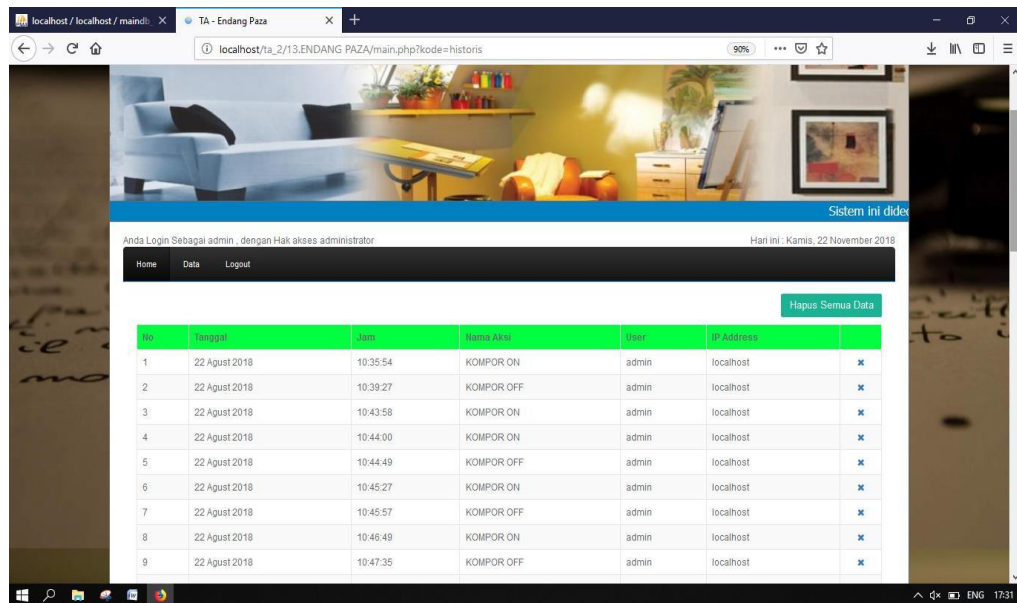 localhost / localhost / maindb
TA - Endang Paza
localhost/ta_2/13.ENDANG PAZA/main.php?kode=historis
90%
Sistem ini dided
Anda Login Sebagai admin , dengan Hak akses administrator
Hari ini : Kamis, 22 November 2018
Home Data Logout
Hapus Semua Data
No Tanggal Jam Nama Aksi User IP Address
1 22 Agust 2018 10:35:54 KOMPOR ON admin localhost
2 22 Agust 2018 10:39:27 KOMPOR OFF admin localhost
3 22 Agust 2018 10:43:58 KOMPOR ON admin localhost
4 22 Agust 2018 10:44:00 KOMPOR ON admin localhost
5 22 Agust 2018 10:44:49 KOMPOR OFF admin localhost
6 22 Agust 2018 10:45:27 KOMPOR ON admin localhost
7 22 Agust 2018 10:45:57 KOMPOR OFF admin localhost
8 22 Agust 2018 10:46:49 KOMPOR ON admin localhost
9 22 Agust 2018 10:47:35 KOMPOR OFF admin localhost
ENG 17:31